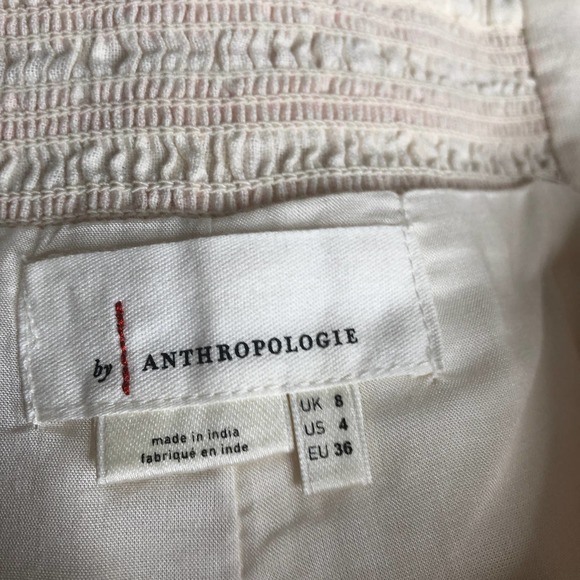 by ANTHROPOLOGIE
made in india
fabriqué en inde
UK 8
US 4
EU 36